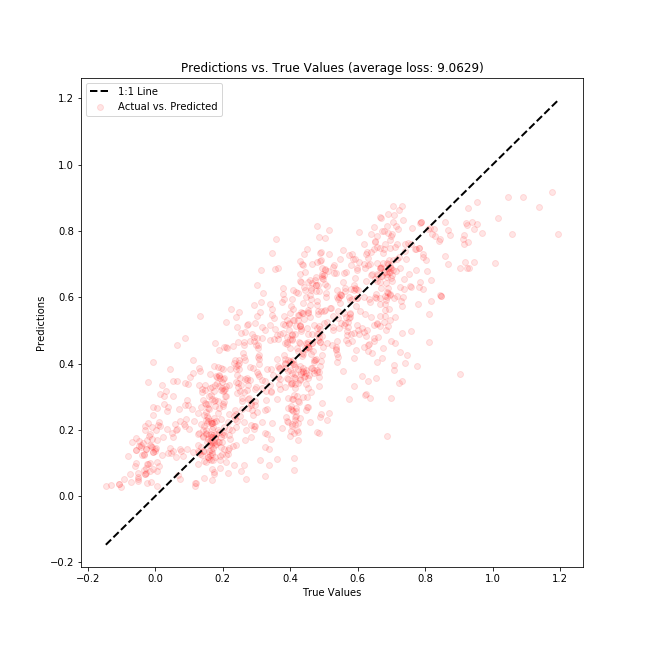 Predictions vs. True Values (average loss: 9.0629)
1:1 Line
Actual vs. Predicted
1.2
1.0
0.8
0.6
0.4
0.2
0.0
−0.2
Predictions
−0.2 0.0 0.2 0.4 0.6 0.8 1.0 1.2
True Values